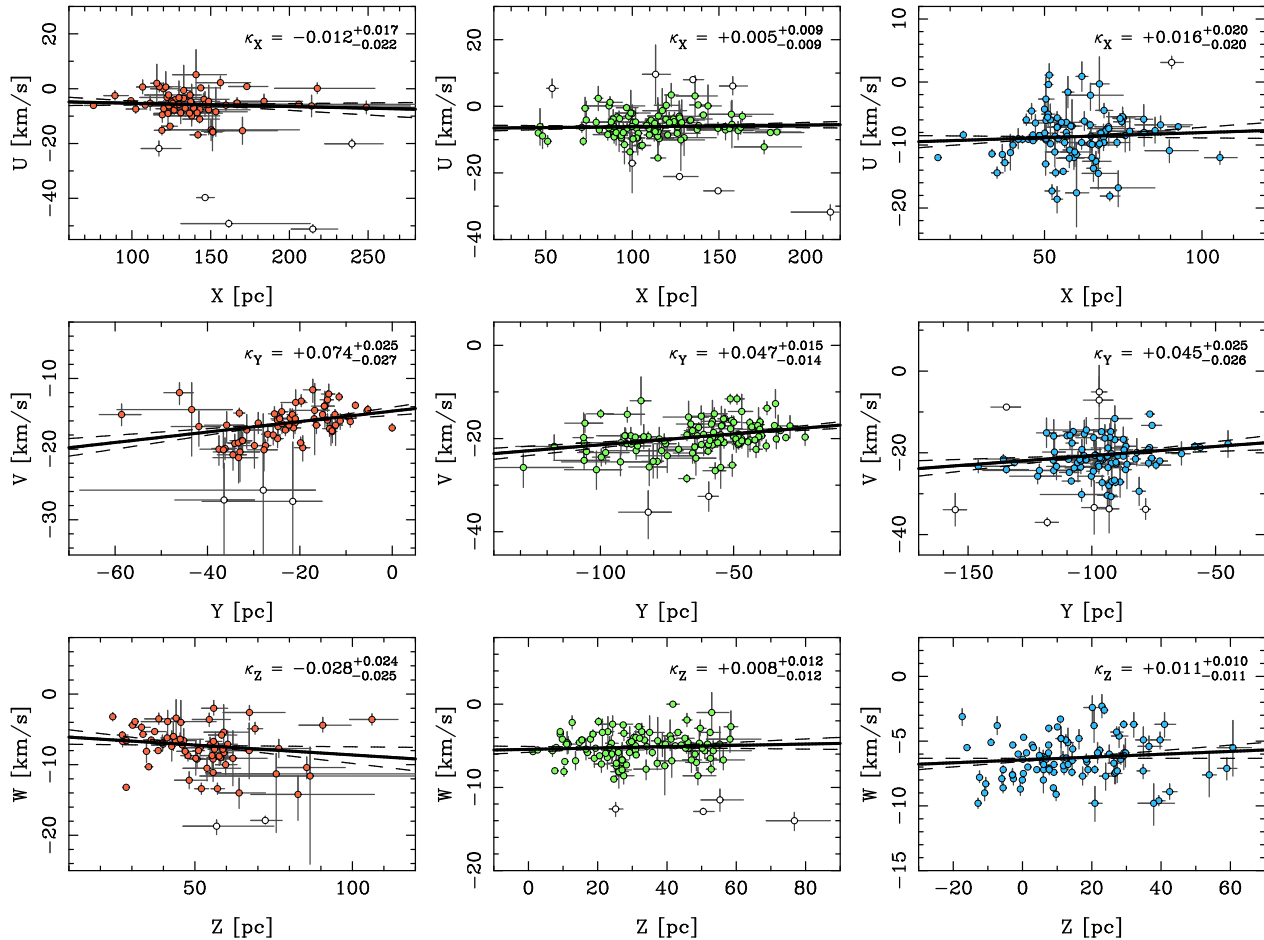 κX = −0.012 +0.017 −0.022
20 0 −20 −40
U [km/s]
100 150 200 250
X [pc]
κX = +0.005 +0.009 −0.009
20 0 −20 −40
U [km/s]
50 100 150 200
X [pc]
κX = +0.016 +0.020 −0.020
10 0 −10 −20
U [km/s]
50 100
X [pc]
κY = +0.074 +0.025 −0.027
−10 −20 −30
V [km/s]
−60 −40 −20 0
Y [pc]
κY = +0.047 +0.015 −0.014
0 −20 −40
V [km/s]
−100 −50
Y [pc]
κY = +0.045 +0.025 −0.026
0 −20 −40
V [km/s]
−150 −100 −50
Y [pc]
κZ = −0.028 +0.024 −0.025
0 −10 −20
W [km/s]
50 100
Z [pc]
κZ = +0.008 +0.012 −0.012
10 0 −10 −20
W [km/s]
0 20 40 60 80
Z [pc]
κZ = +0.011 +0.010 −0.011
0 −5 −10 −15
W [km/s]
−20 0 20 40 60
Z [pc]